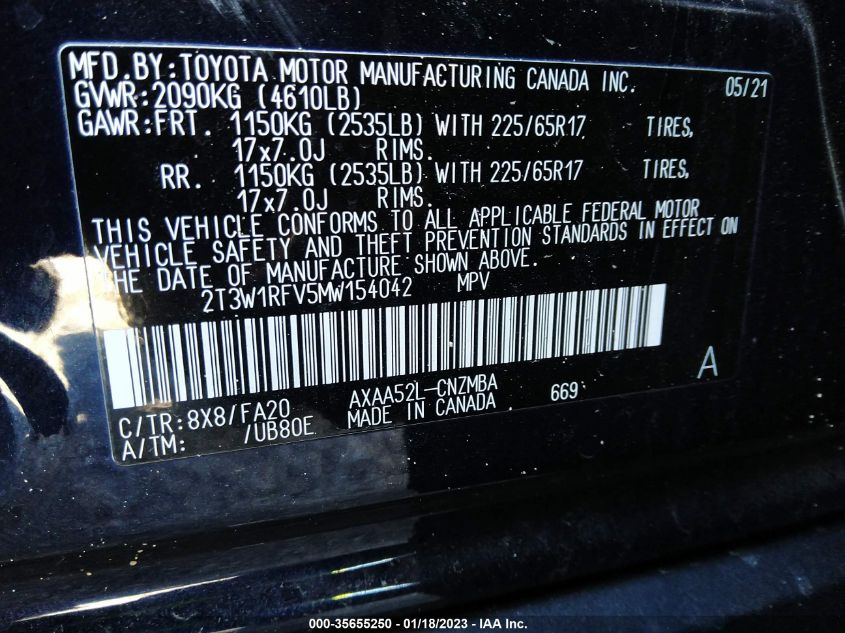 MFD.BY:TOYOTA MOTOR MANUFACTURING CANADA INC. 05/21
GVWR:2090KG (4610LB)
GAWR:FRT. 1150KG (2535LB) WITH 225/65R17 TIRES,
17x7.0J RIMS.
RR. 1150KG (2535LB) WITH 225/65R17 TIRES,
17x7.0J RIMS.
THIS VEHICLE CONFORMS TO ALL APPLICABLE FEDERAL MOTOR
VEHICLE SAFETY AND THEFT PREVENTION STANDARDS IN EFFECT ON
THE DATE OF MANUFACTURE SHOWN ABOVE.
2T3W1RFV5MW154042 MPV
A
C/TR:8X8/FA20 AXAA52L-CNZMBA 669
A/TM: /UB80E MADE IN CANADA
000-35655250 - 01/18/2023 - IAA Inc.